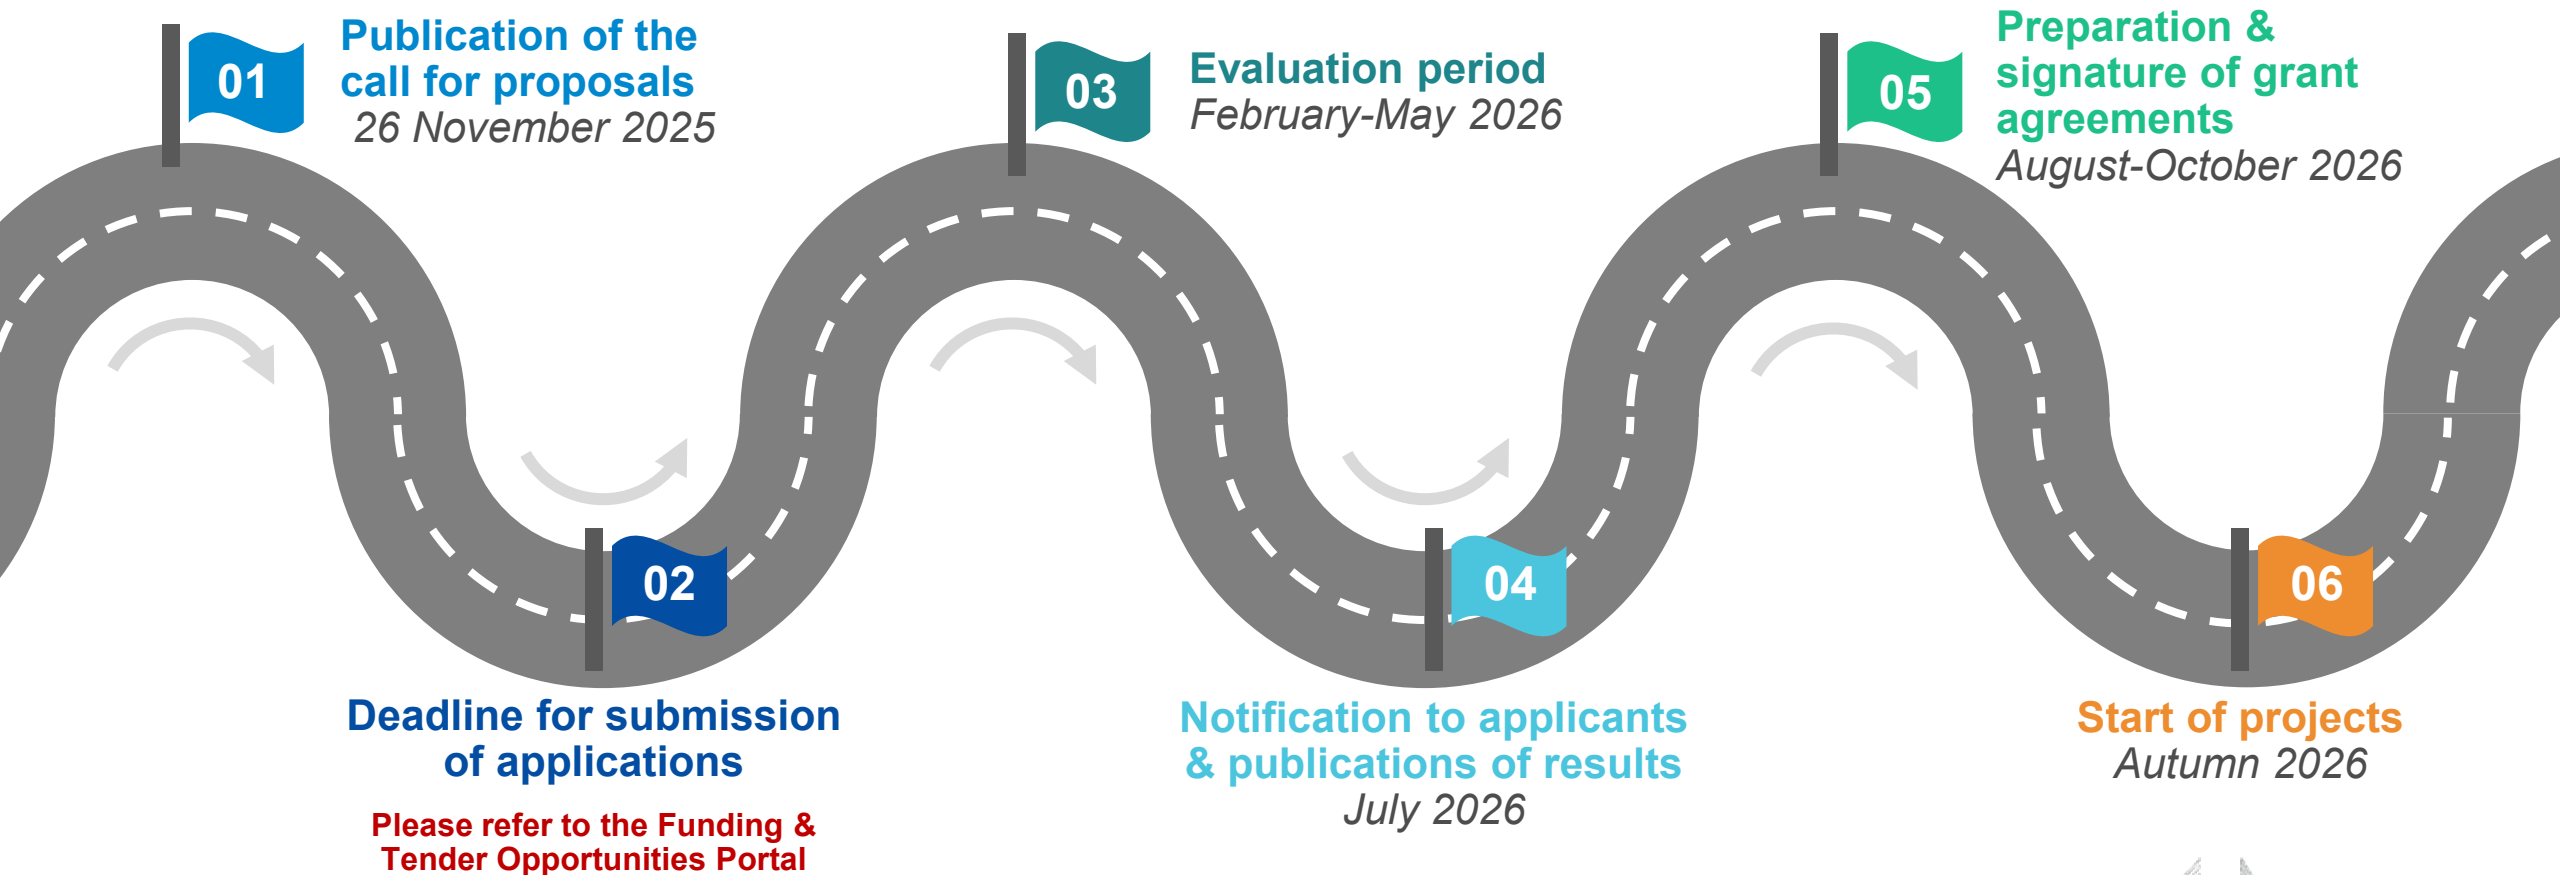 01
Publication of the
call for proposals
26 November 2025
02
Deadline for submission
of applications
Please refer to the Funding &
Tender Opportunities Portal
03
Evaluation period
February-May 2026
04
Notification to applicants
& publications of results
July 2026
05
Preparation &
signature of grant
agreements
August-October 2026
06
Start of projects
Autumn 2026